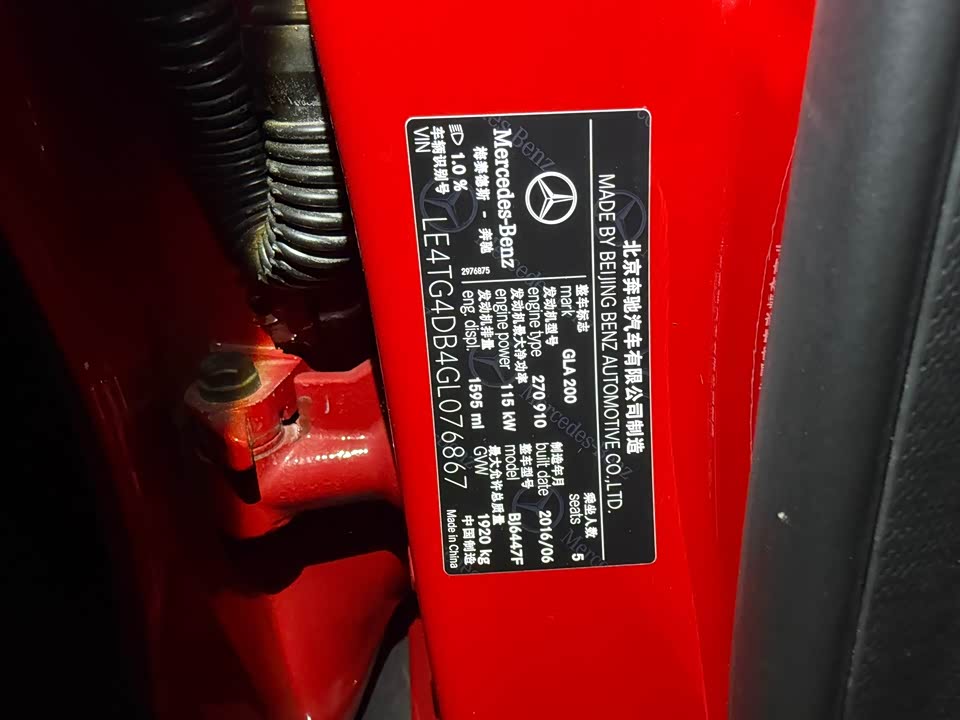 北京奔驰汽车有限公司制造
MADE BY BEIJING BENZ AUTOMOTIVE CO.,LTD.
Mercedes-Benz
梅赛德斯 - 奔驰
1.0 %
2976875
整车标志
mark GLA 200
乘坐人数
seats 5
发动机型号
engine type 270 910
制造年月
built date 2016/06
发动机最大净功率
engine power 115 kW
整车型号
model BJ6447F
发动机排量
eng. displ 1595 ml
最大允许总质量
GVW 1920 kg
车辆识别号
VIN LE4TG4DB4GL076867
中国制造
Made in China